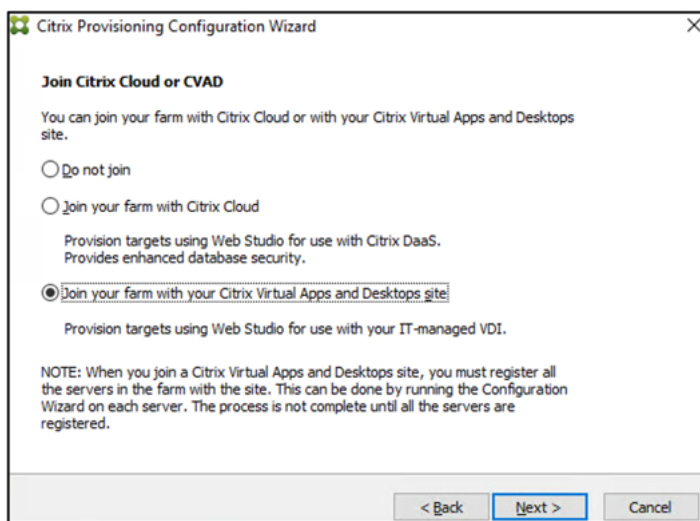 Citrix Provisioning Configuration Wizard
Join Citrix Cloud or CVAD
You can join your farm with Citrix Cloud or with your Citrix Virtual Apps and Desktops
site.
Do not join
Join your farm with Citrix Cloud
Provision targets using Web Studio for use with Citrix DaaS.
Provides enhanced database security.
Join your farm with your Citrix Virtual Apps and Desktops site
Provision targets using Web Studio for use with your IT-managed VDI.
NOTE: When you join a Citrix Virtual Apps and Desktops site, you must register all
the servers in the farm with the site. This can be done by running the Configuration
Wizard on each server. The process is not complete until all the servers are
registered.
< Back Next > Cancel